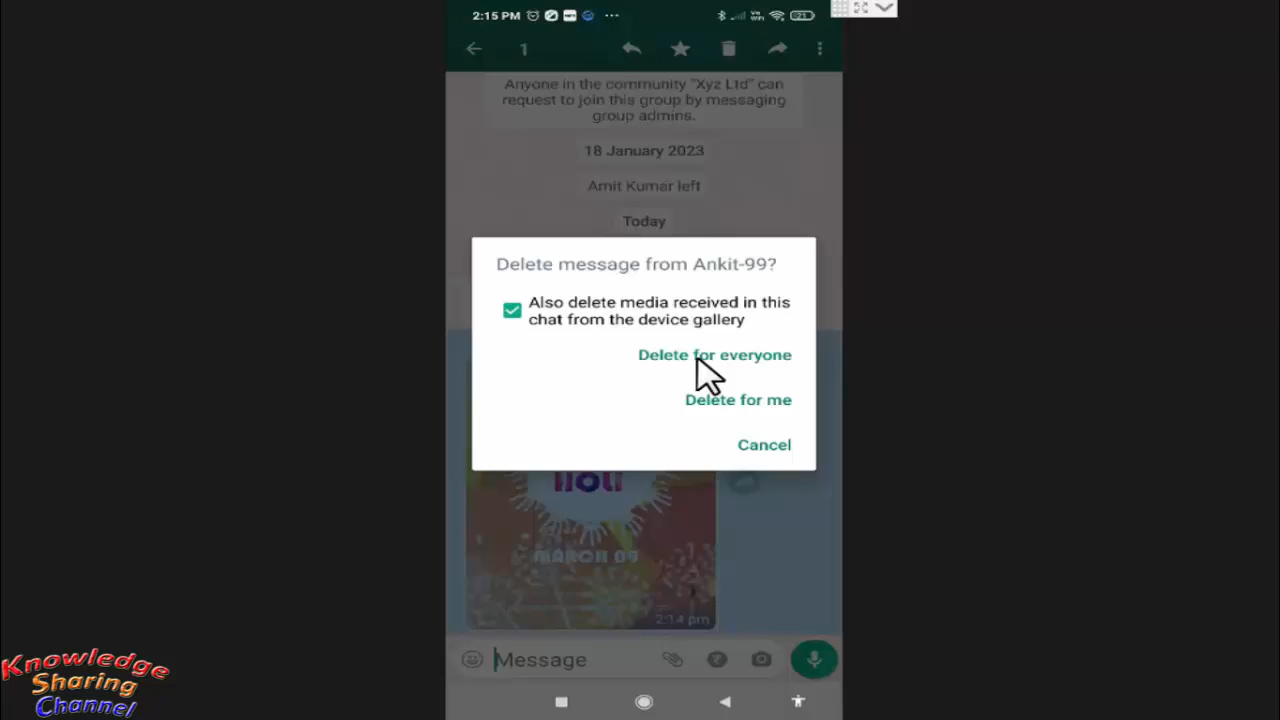 2:15 PM
21
1
Anyone in the community "Xyz Ltd" can
request to join this group by messaging
group admins.
18 January 2023
Amit Kumar left
Today
Delete message from Ankit-99?
Also delete media received in this
chat from the device gallery
Delete for everyone
Delete for me
Cancel
Holi
MARCH 09
2:14 pm
Message
Knowledge
Sharing
Channel